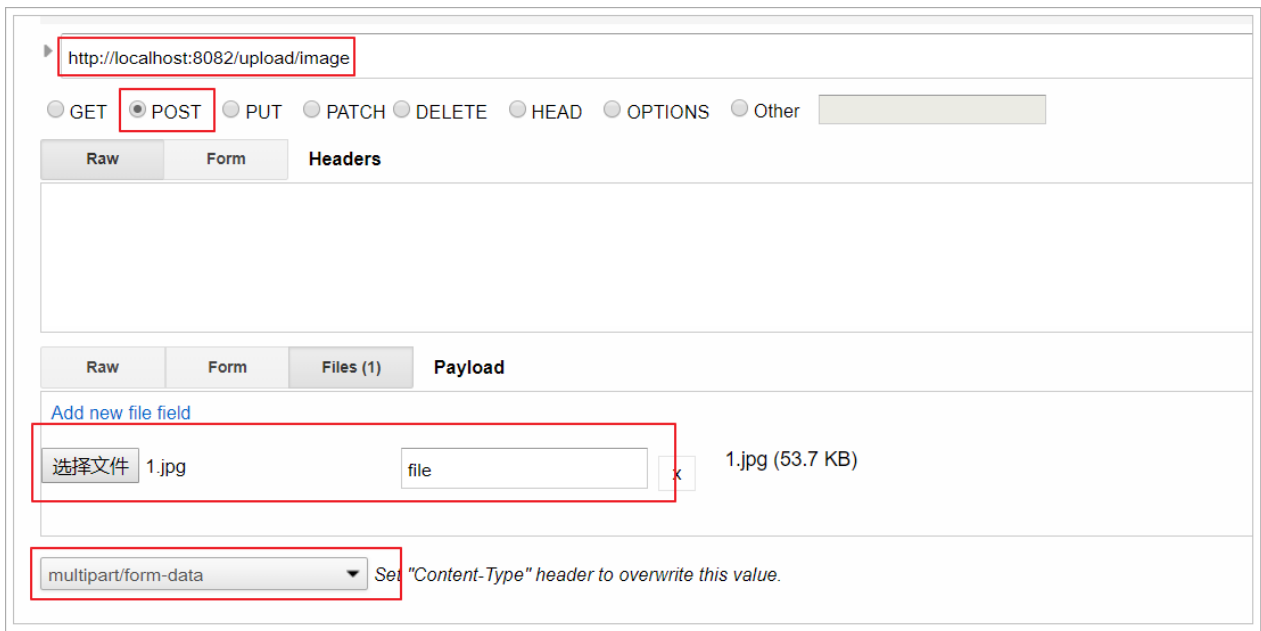 http://localhost:8082/upload/image
GET POST PUT PATCH DELETE HEAD OPTIONS Other
Raw Form Headers
Raw Form Files (1) Payload
Add new file field
选择文件 1.jpg file x 1.jpg (53.7 KB)
multipart/form-data Set "Content-Type" header to overwrite this value.